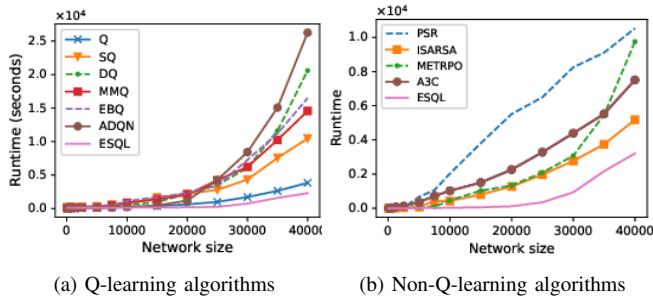 ×10⁴
2.5
2.0
1.5
1.0
0.5
0.0
Runtime (seconds)
Q
SQ
DQ
MMQ
EBQ
ADQN
ESQL
0 10000 20000 30000 40000
Network size
(a) Q-learning algorithms
×10⁴
1.0
0.8
0.6
0.4
0.2
0.0
Runtime
PSR
ISARSA
METRPO
A3C
ESQL
0 10000 20000 30000 40000
Network size
(b) Non-Q-learning algorithms